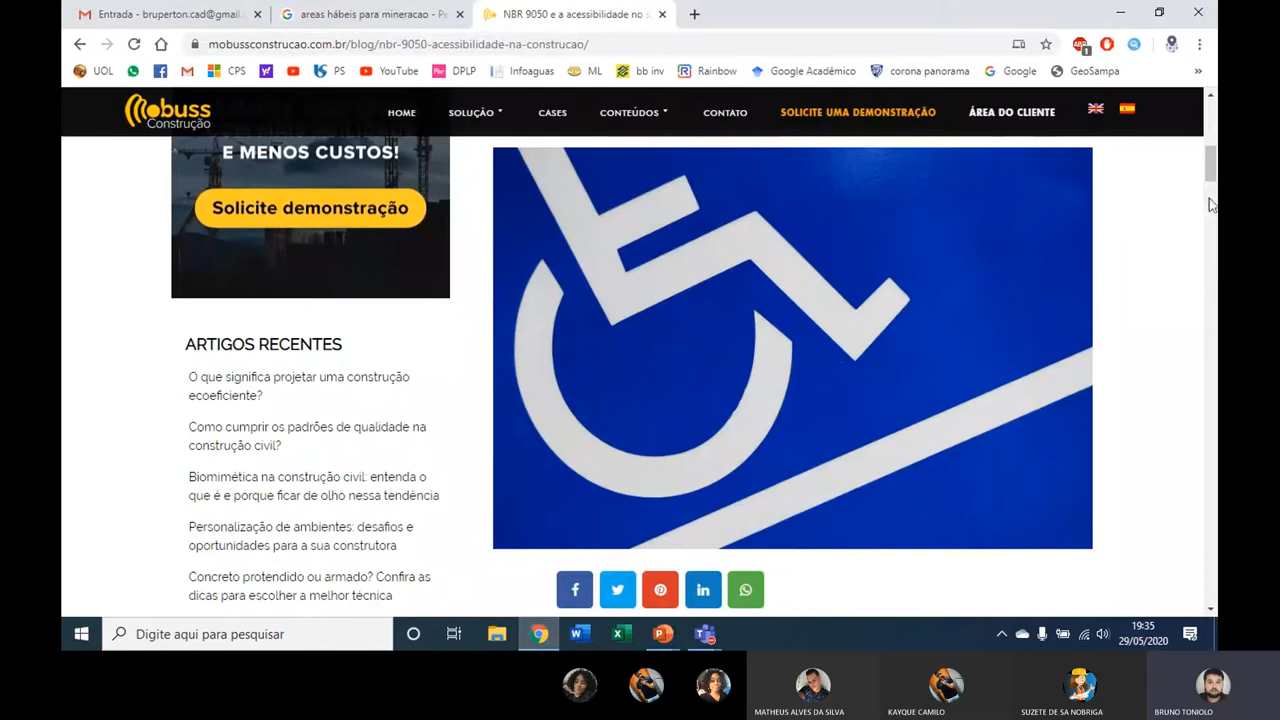 Entrada - bruperton.cad@gmail.
areas hábeis para mineracao - Pe
NBR 9050 e a acessibilidade no s
mobussconstrucao.com.br/blog/nbr-9050-acessibilidade-na-construcao/
UOL
CPS
PS
YouTube
DPLP
Infoaguas
ML
bb inv
Rainbow
Google Acadêmico
corona panorama
Google
GeoSampa
»
mobuss
Construção
HOME
SOLUÇÃO
CASES
CONTEÚDOS
CONTATO
SOLICITE UMA DEMONSTRAÇÃO
ÁREA DO CLIENTE
E MENOS CUSTOS!
Solicite demonstração
ARTIGOS RECENTES
O que significa projetar uma construção
ecoeficiente?
Como cumprir os padrões de qualidade na
construção civil?
Biomimética na construção civil: entenda o
que é e porque ficar de olho nessa tendência
Personalização de ambientes: desafios e
oportunidades para a sua construtora
Concreto protendido ou armado? Confira as
dicas para escolher a melhor técnica
Digite aqui para pesquisar
19:35
29/05/2020
MATHEUS ALVES DA SILVA
KAYQUE CAMILO
SUZETE DE SA NOBRIGA
BRUNO TONIOLO